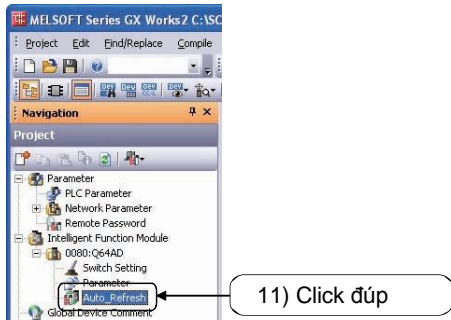 MELSOFT Series GX Works2 C:\SC
Project Edit Find/Replace Compile
Navigation
Project
Parameter
PLC Parameter
Network Parameter
Remote Password
Intelligent Function Module
0080:Q64AD
Switch Setting
Parameter
Auto_Refresh
11) Click đúp
Global Device Comment